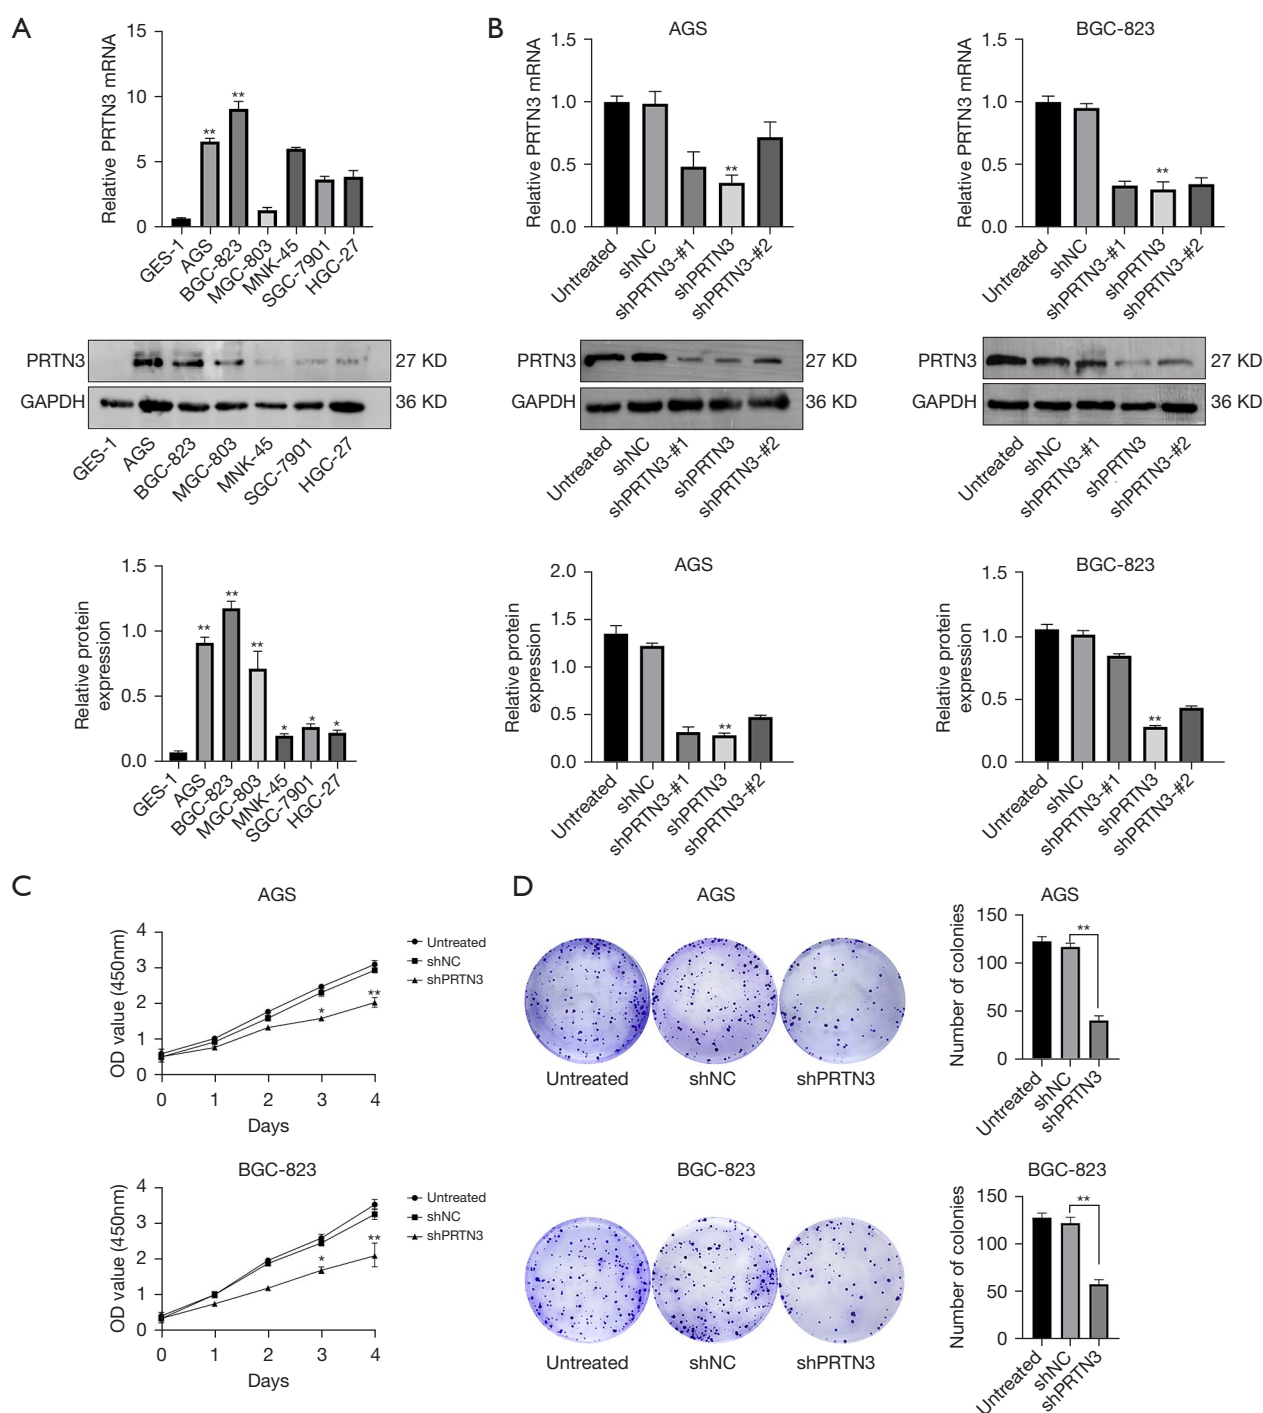 A
Relative PRTN3 mRNA
15
10
5
0
**
**
GES-1
AGS
BGC-823
MGC-803
MNK-45
SGC-7901
HGC-27
PRTN3
27 KD
GAPDH
36 KD
GES-1
AGS
BGC-823
MGC-803
MNK-45
SGC-7901
HGC-27
Relative protein
expression
1.5
1.0
0.5
0.0
**
**
**
*
*
*
GES-1
AGS
BGC-823
MGC-803
MNK-45
SGC-7901
HGC-27
B
AGS
Relative PRTN3 mRNA
1.5
1.0
0.5
0.0
**
Untreated
shNC
shPRTN3-#1
shPRTN3
shPRTN3-#2
BGC-823
Relative PRTN3 mRNA
1.5
1.0
0.5
0.0
**
Untreated
shNC
shPRTN3-#1
shPRTN3
shPRTN3-#2
PRTN3
27 KD
GAPDH
36 KD
Untreated
shNC
shPRTN3-#1
shPRTN3
shPRTN3-#2
PRTN3
27 KD
GAPDH
36 KD
Untreated
shNC
shPRTN3-#1
shPRTN3
shPRTN3-#2
AGS
Relative protein
expression
2.0
1.5
1.0
0.5
0.0
**
Untreated
shNC
shPRTN3-#1
shPRTN3
shPRTN3-#2
BGC-823
Relative protein
expression
1.5
1.0
0.5
0.0
**
Untreated
shNC
shPRTN3-#1
shPRTN3
shPRTN3-#2
C
AGS
OD value (450nm)
4
3
2
1
0
Untreated
shNC
shPRTN3
*
**
0 1 2 3 4
Days
BGC-823
OD value (450nm)
4
3
2
1
0
Untreated
shNC
shPRTN3
*
**
0 1 2 3 4
Days
D
AGS
Untreated
shNC
shPRTN3
AGS
Number of colonies
150
100
50
0
**
Untreated
shNC
shPRTN3
BGC-823
Untreated
shNC
shPRTN3
BGC-823
Number of colonies
150
100
50
0
**
Untreated
shNC
shPRTN3